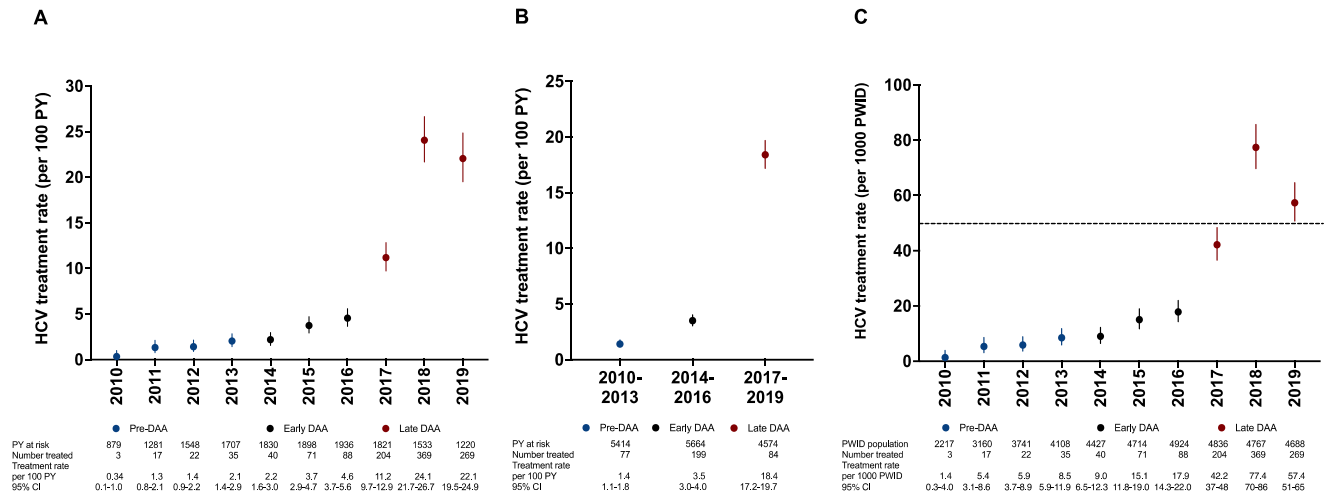 A
HCV treatment rate (per 100 PY)
30
25
20
15
10
5
0
2010 2011 2012 2013 2014 2015 2016 2017 2018 2019
Pre-DAA Early DAA Late DAA
PY at risk 879 1281 1548 1707 1830 1898 1936 1821 1533 1220
Number treated 3 17 22 35 40 71 88 204 369 269
Treatment rate
per 100 PY 0.34 1.3 1.4 2.1 2.2 3.7 4.6 11.2 24.1 22.1
95% CI 0.1-1.0 0.8-2.1 0.9-2.2 1.4-2.9 1.6-3.0 2.9-4.7 3.7-5.6 9.7-12.9 21.7-26.7 19.5-24.9
B
HCV treatment rate (per 100 PY)
25
20
15
10
5
0
2010- 2014- 2017-
2013 2016 2019
Pre-DAA Early DAA Late DAA
PY at risk 5414 5664 4574
Number treated 77 199 84
Treatment rate
per 100 PY 1.4 3.5 18.4
95% CI 1.1-1.8 3.0-4.0 17.2-19.7
C
HCV treatment rate (per 1000 PWID)
100
80
60
40
20
0
2010 2011 2012 2013 2014 2015 2016 2017 2018 2019
Pre-DAA Early DAA Late DAA
PWID population 2217 3160 3741 4108 4427 4714 4924 4836 4767 4688
Number treated 3 17 22 35 40 71 88 204 369 269
Treatment rate
per 1000 PWID 1.4 5.4 5.9 8.5 9.0 15.1 17.9 42.2 77.4 57.4
95% CI 0.3-4.0 3.1-8.6 3.7-8.9 5.9-11.9 6.5-12.3 11.8-19.0 14.3-22.0 37-48 70-86 51-65